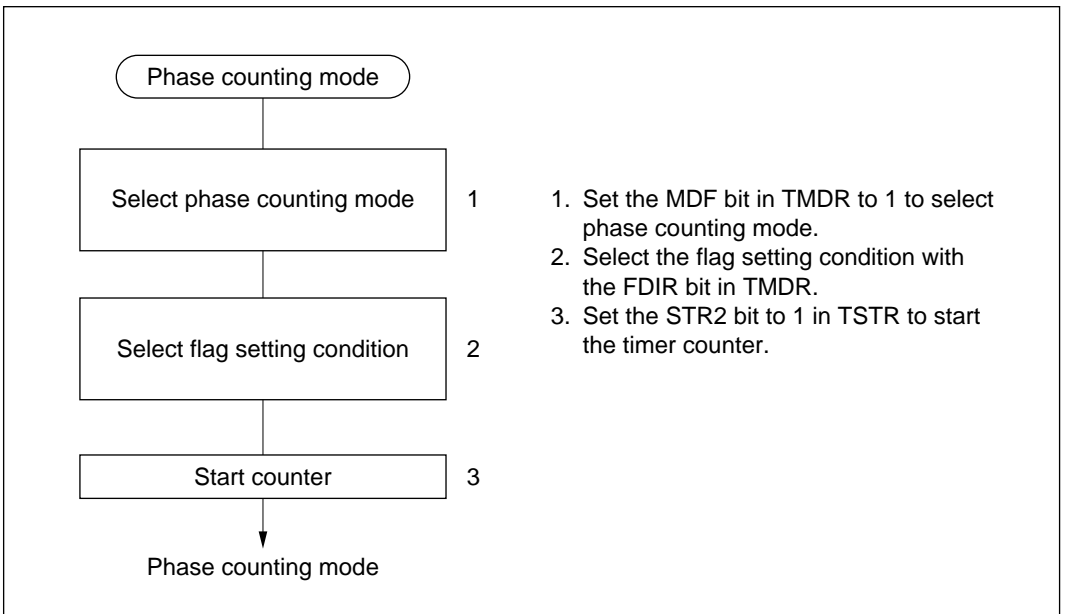 Phase counting mode
Select phase counting mode 1
Select flag setting condition 2
Start counter 3
Phase counting mode
1. Set the MDF bit in TMDR to 1 to select
phase counting mode.
2. Select the flag setting condition with
the FDIR bit in TMDR.
3. Set the STR2 bit to 1 in TSTR to start
the timer counter.